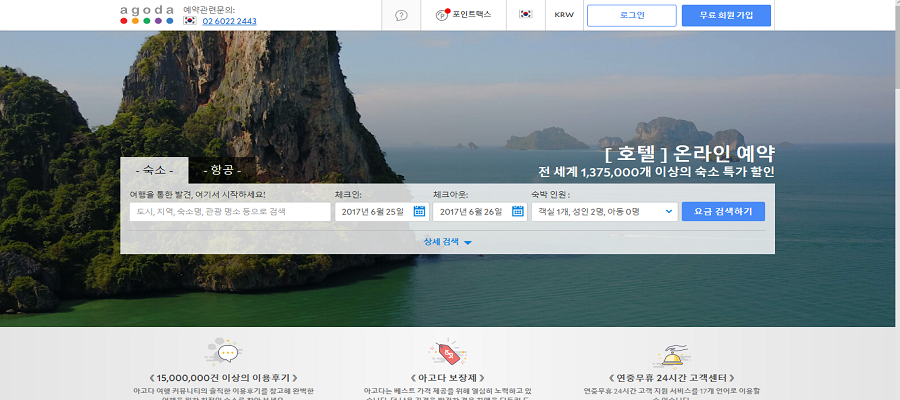 agoda
예약관련문의:
02 6022 2443
포인트맥스
KRW
로그인
무료 회원 가입
[ 호텔 ] 온라인 예약
전 세계 1,375,000개 이상의 숙소 특가 할인
- 숙소 -
- 항공 -
여행을 통한 발견, 여기서 시작하세요!
체크인:
체크아웃:
숙박 인원 :
도시, 지역, 숙소명, 관광 명소 등으로 검색
2017년 6월 25일
2017년 6월 26일
객실 1개, 성인 2명, 아동 0명
요금 검색하기
상세 검색
《 15,000,000건 이상의 이용후기 》
《 아고다 보장제 》
《 연중무휴 24시간 고객센터 》
아고다 여행 커뮤니티의 솔직한 이용후기를 참고해 완벽한
아고다는 베스트 가격 제공을 위해 열심히 노력하고 있
연중무휴 24시간 고객 지원 서비스를 17개 언어로 이용할